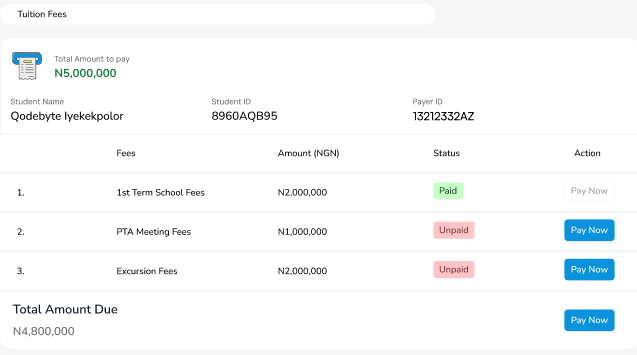 Tuition Fees
Total Amount to pay
N5,000,000
Student Name Student ID Payer ID
Qodebyte Iyekekpolor 8960AQB95 13212332AZ
Fees Amount (NGN) Status Action
1. 1st Term School Fees N2,000,000 Paid Pay Now
2. PTA Meeting Fees N1,000,000 Unpaid Pay Now
3. Excursion Fees N2,000,000 Unpaid Pay Now
Total Amount Due
N4,800,000 Pay Now